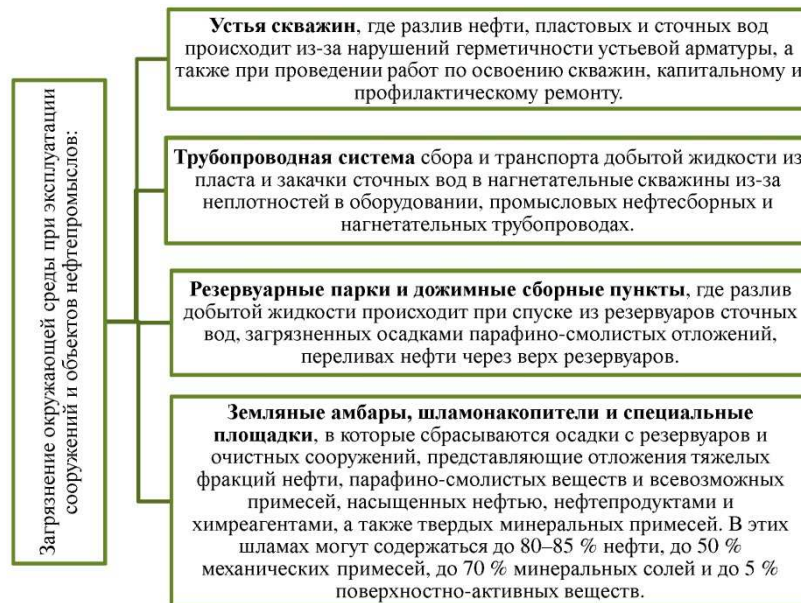 Загрязнение окружающей среды при эксплуатации
сооружений и объектов нефтепромыслов:
Устья скважин, где разлив нефти, пластовых и сточных вод
происходит из-за нарушений герметичности устьевой арматуры, а
также при проведении работ по освоению скважин, капитальному и
профилактическому ремонту.
Трубопроводная система сбора и транспорта добытой жидкости из
пласта и закачки сточных вод в нагнетательные скважины из-за
неплотностей в оборудовании, промысловых нефтесборных и
нагнетательных трубопроводах.
Резервуарные парки и дожимные сборные пункты, где разлив
добытой жидкости происходит при спуске из резервуаров сточных
вод, загрязненных осадками парафино-смолистых отложений,
переливах нефти через верх резервуаров.
Земляные амбары, шламонакопители и специальные
площадки, в которые сбрасываются осадки с резервуаров и
очистных сооружений, представляющие отложения тяжелых
фракций нефти, парафино-смолистых веществ и всевозможных
примесей, насыщенных нефтью, нефтепродуктами и
химреагентами, а также твердых минеральных примесей. В этих
шламах могут содержаться до 80–85 % нефти, до 50 %
механических примесей, до 70 % минеральных солей и до 5 %
поверхностно-активных веществ.